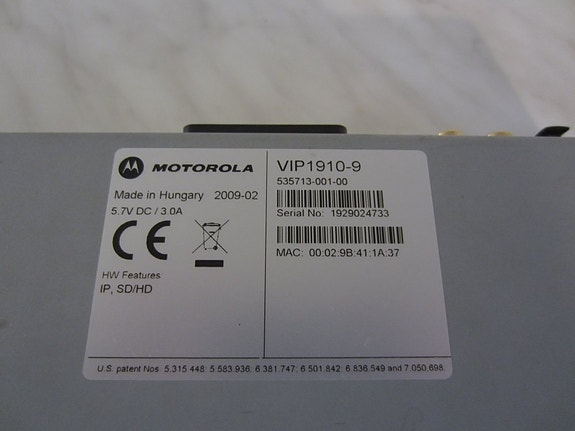 MOTOROLA
Made in Hungary 2009-02
5.7V DC / 3.0A
CE
HW Features:
IP, SD/HD
VIP1910-9
535713-001-00
Serial No: 1929024733
MAC: 00:02:9B:41:1A:37
U.S. patent Nos. 5.315.448; 5.583.936; 6.381.747; 6.501.842; 6.836.549 and 7.050.698.